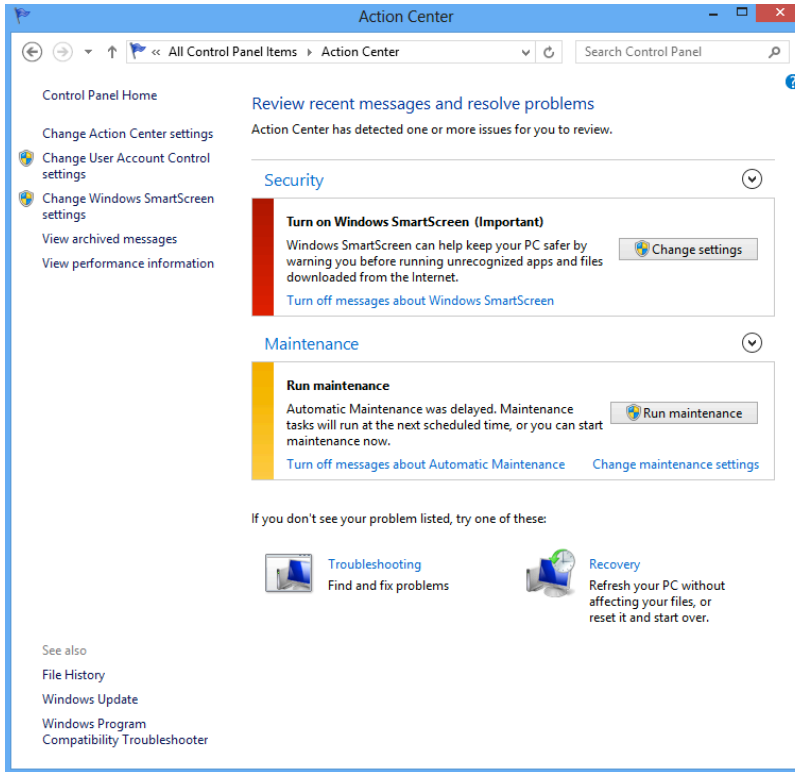 Action Center
« All Control Panel Items ▸ Action Center
Search Control Panel
Control Panel Home
Change Action Center settings
Change User Account Control
settings
Change Windows SmartScreen
settings
View archived messages
View performance information
Review recent messages and resolve problems
Action Center has detected one or more issues for you to review.
Security
Turn on Windows SmartScreen (Important)
Windows SmartScreen can help keep your PC safer by
warning you before running unrecognized apps and files
downloaded from the Internet.
Change settings
Turn off messages about Windows SmartScreen
Maintenance
Run maintenance
Automatic Maintenance was delayed. Maintenance
tasks will run at the next scheduled time, or you can start
maintenance now.
Run maintenance
Turn off messages about Automatic Maintenance
Change maintenance settings
If you don't see your problem listed, try one of these:
Troubleshooting
Find and fix problems
Recovery
Refresh your PC without
affecting your files, or
reset it and start over.
See also
File History
Windows Update
Windows Program
Compatibility Troubleshooter